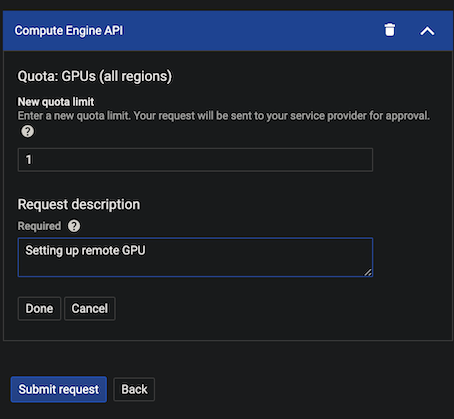 Compute Engine API
Quota: GPUs (all regions)
New quota limit
Enter a new quota limit. Your request will be sent to your service provider for approval.
?
1
Request description
Required ?
Setting up remote GPU
Done Cancel
Submit request Back